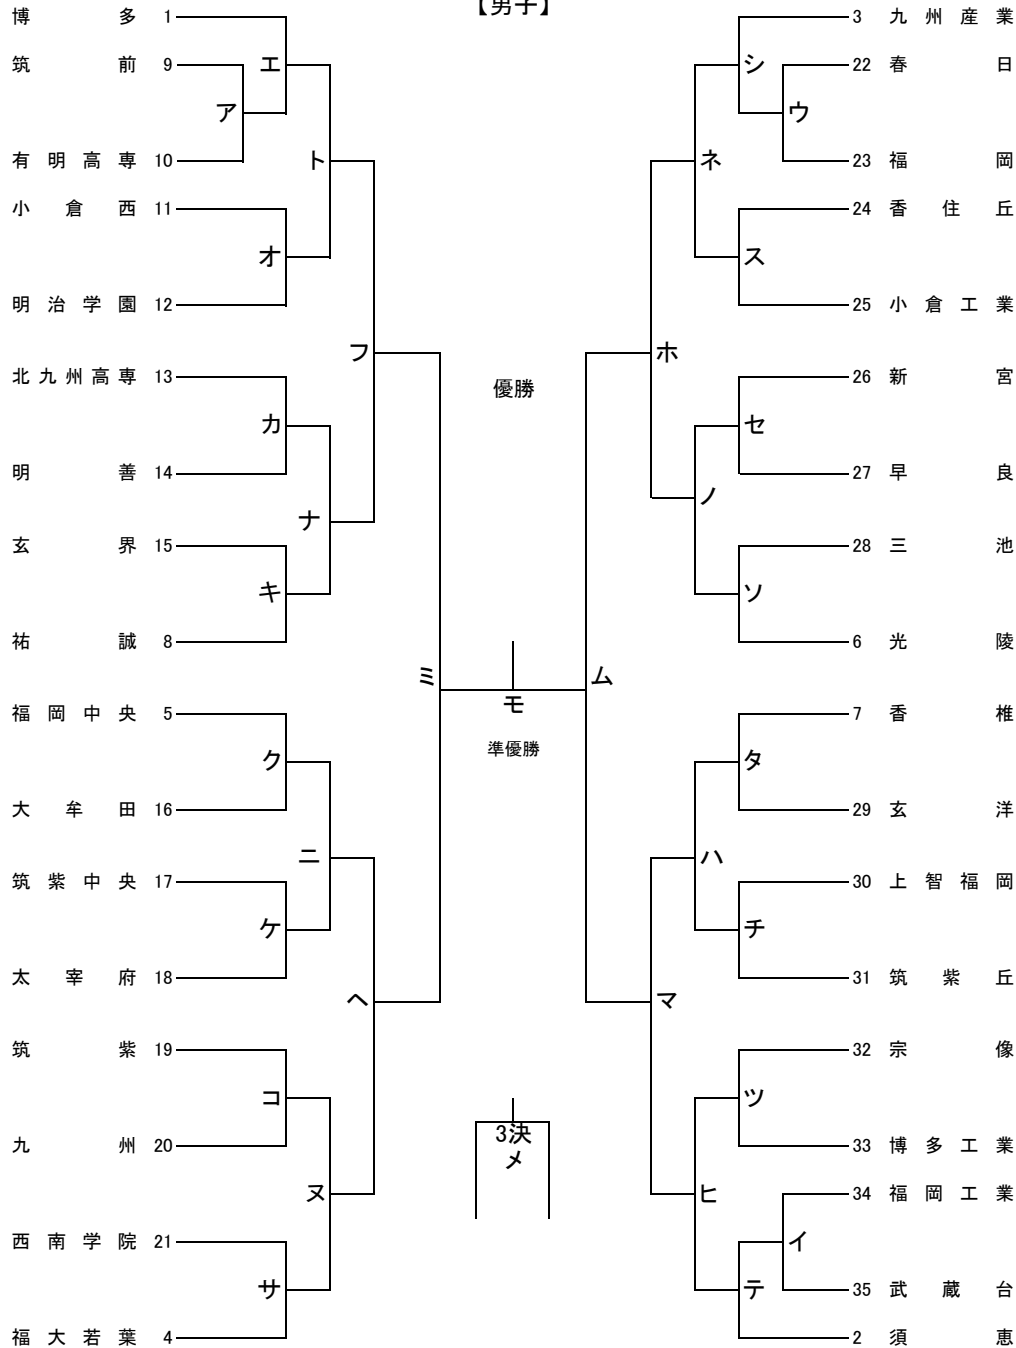 【男子】
博多 1
筑前 9
有明高専 10
小倉西 11
明治学園 12
北九州高専 13
明善 14
玄界 15
祐誠 8
福岡中央 5
大牟田 16
筑紫中央 17
太宰府 18
筑紫 19
九州 20
西南学院 21
福大若葉 4
ア
エ
オ
カ
キ
ク
ケ
コ
サ
ト
ナ
ニ
ヌ
フ
ヘ
ミ
優勝
モ
準優勝
3決
メ
ム
ホ
マ
ネ
ノ
ハ
ヒ
シ
ス
セ
ソ
タ
チ
ツ
テ
ウ
イ
3 九州産業
22 春日
23 福岡
24 香住丘
25 小倉工業
26 新宮
27 早良
28 三池
6 光陵
7 香椎
29 玄洋
30 上智福岡
31 筑紫丘
32 宗像
33 博多工業
34 福岡工業
35 武蔵台
2 須恵